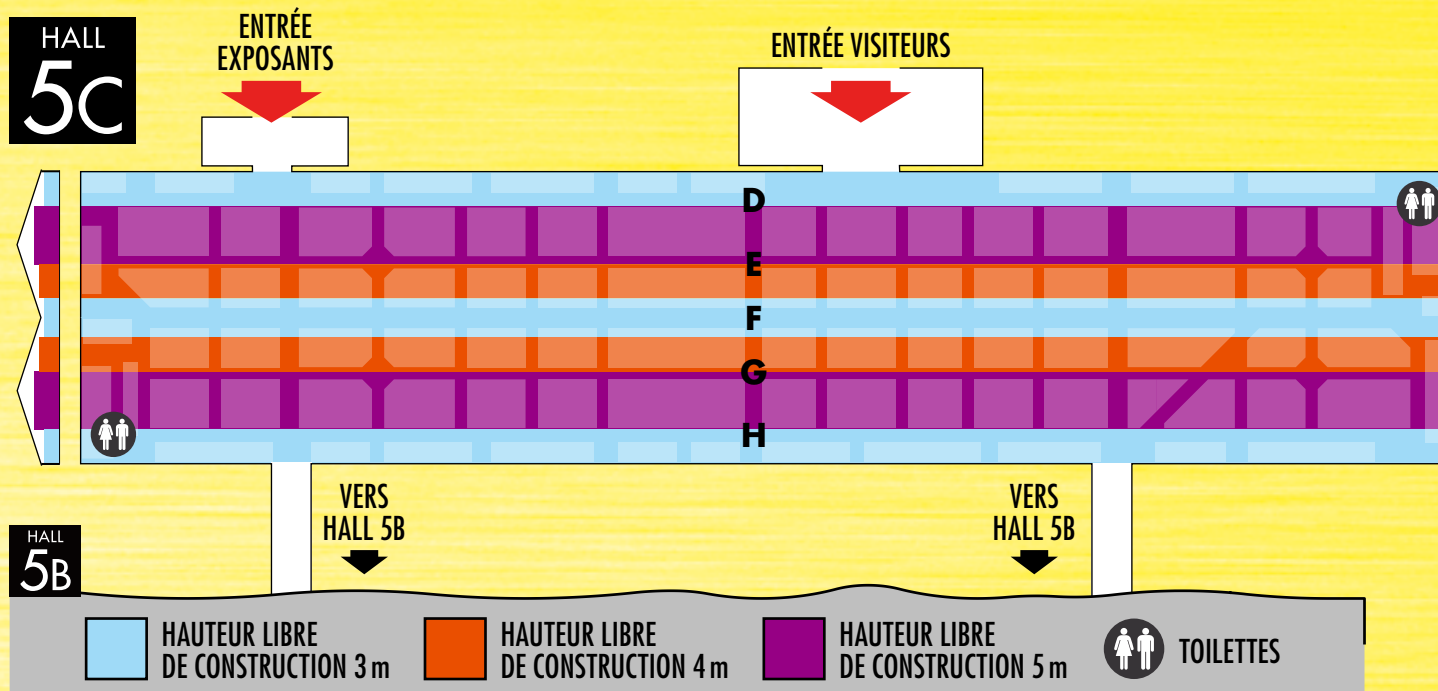 HALL
5C
ENTRÉE
EXPOSANTS
ENTRÉE VISITEURS
D
E
F
G
H
VERS
HALL 5B
VERS
HALL 5B
HALL
5B
HAUTEUR LIBRE
DE CONSTRUCTION 3 m
HAUTEUR LIBRE
DE CONSTRUCTION 4 m
HAUTEUR LIBRE
DE CONSTRUCTION 5 m
TOILETTES